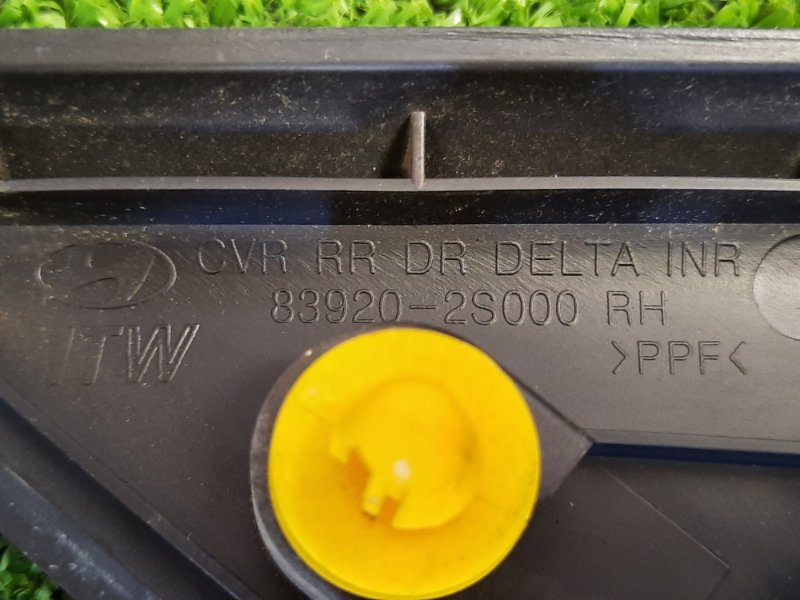 CVR RR DR DELTA INR
83920-2S000 RH
ITW
>PPF<